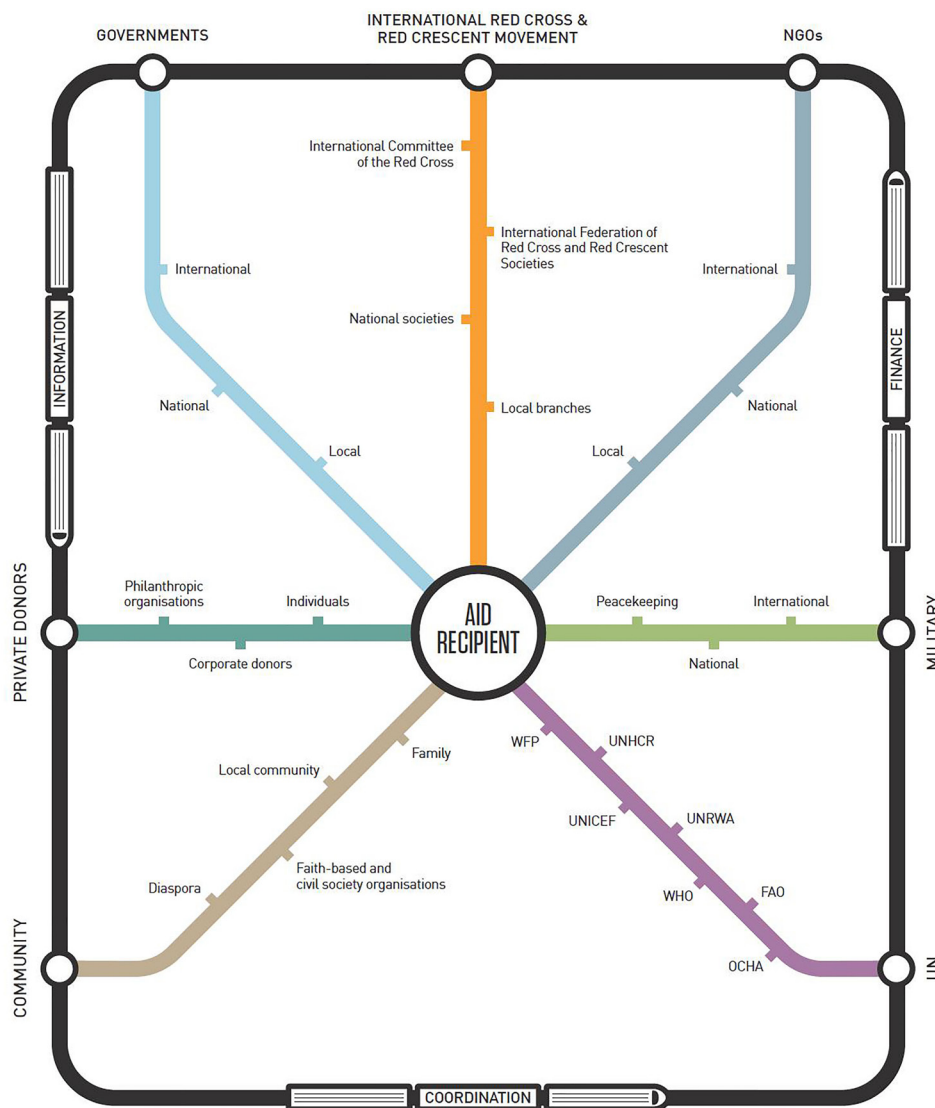 GOVERNMENTS
INTERNATIONAL RED CROSS &
RED CRESCENT MOVEMENT
NGOs
International Committee
of the Red Cross
International Federation of
Red Cross and Red Crescent
Societies
International
International
National societies
INFORMATION
FINANCE
National
Local branches
National
Local
Local
AID
RECIPIENT
PRIVATE DONORS
Philanthropic
organisations
Individuals
Corporate donors
Peacekeeping
International
National
MILITARY
WFP
UNHCR
Family
Local community
UNICEF
UNRWA
Faith-based and
civil society organisations
Diaspora
WHO
FAO
OCHA
COMMUNITY
UN
COORDINATION